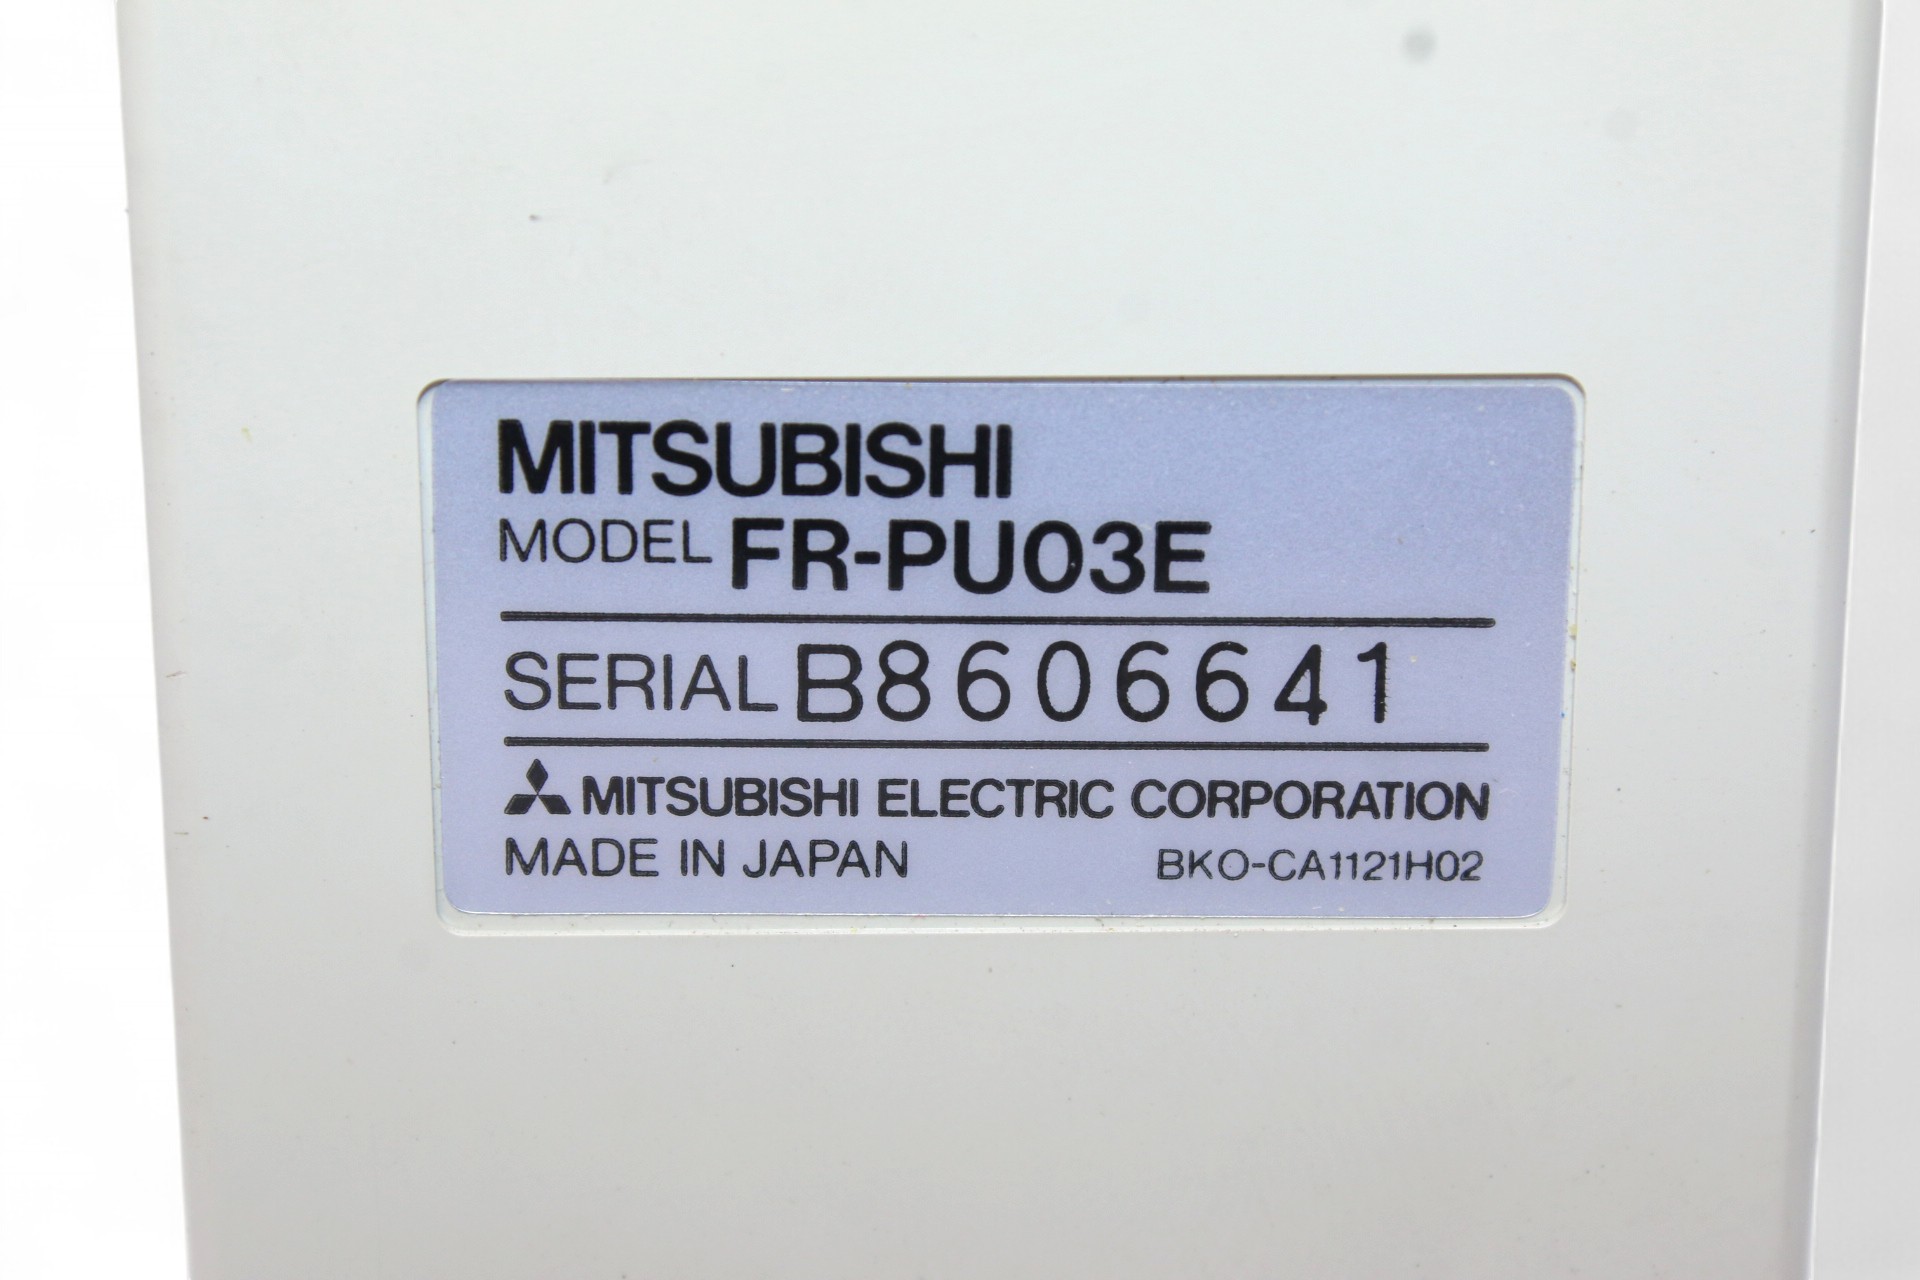 MITSUBISHI
MODEL FR-PU03E
SERIAL B8606641
MITSUBISHI ELECTRIC CORPORATION
MADE IN JAPAN BKO-CA1121H02